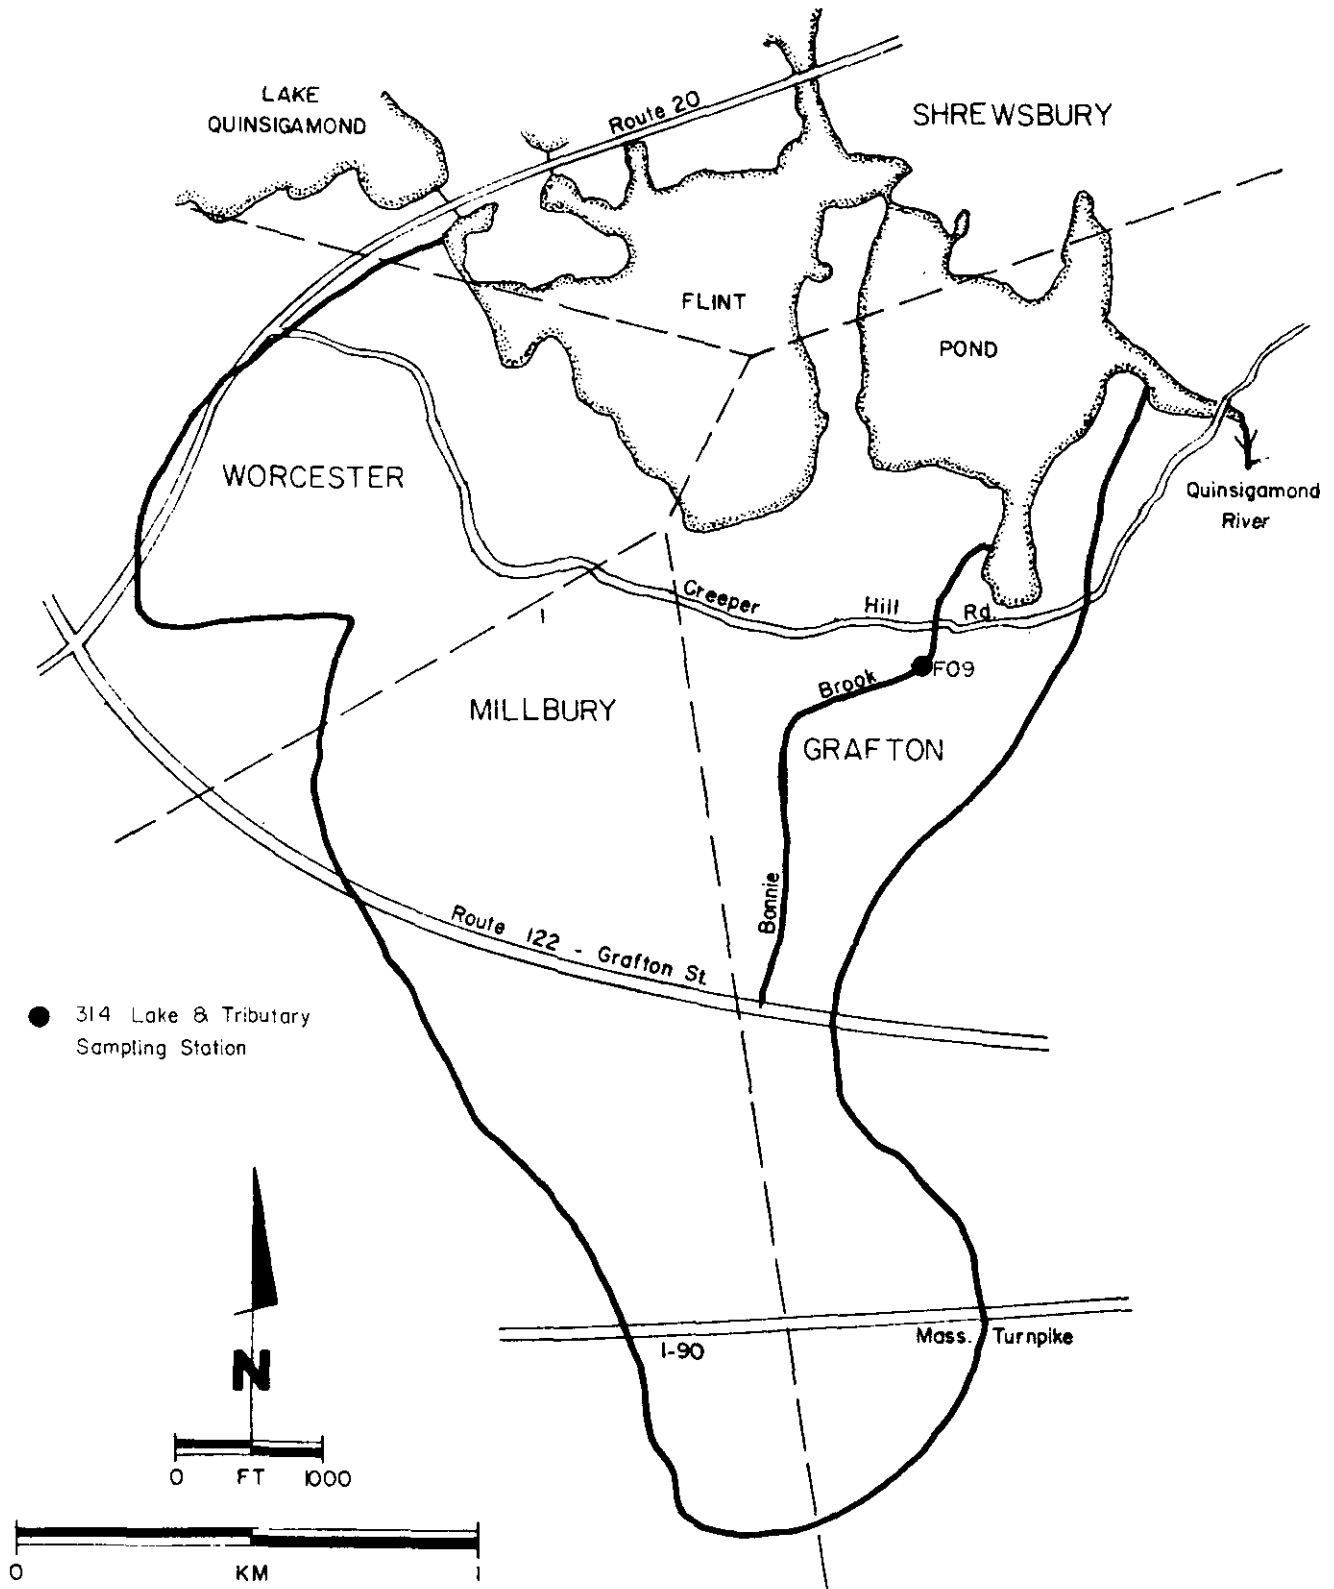 LAKE
QUINSIGAMOND
Route 20
SHREWSBURY
FLINT
POND
WORCESTER
Quinsigamond
River
Creeper Hill Rd.
F09
Brook
MILLBURY
GRAFTON
Bonnie
Route 122 - Grafton St.
314 Lake & Tributary
Sampling Station
I-90
Mass. Turnpike
N
0 FT 1000
0 KM 1